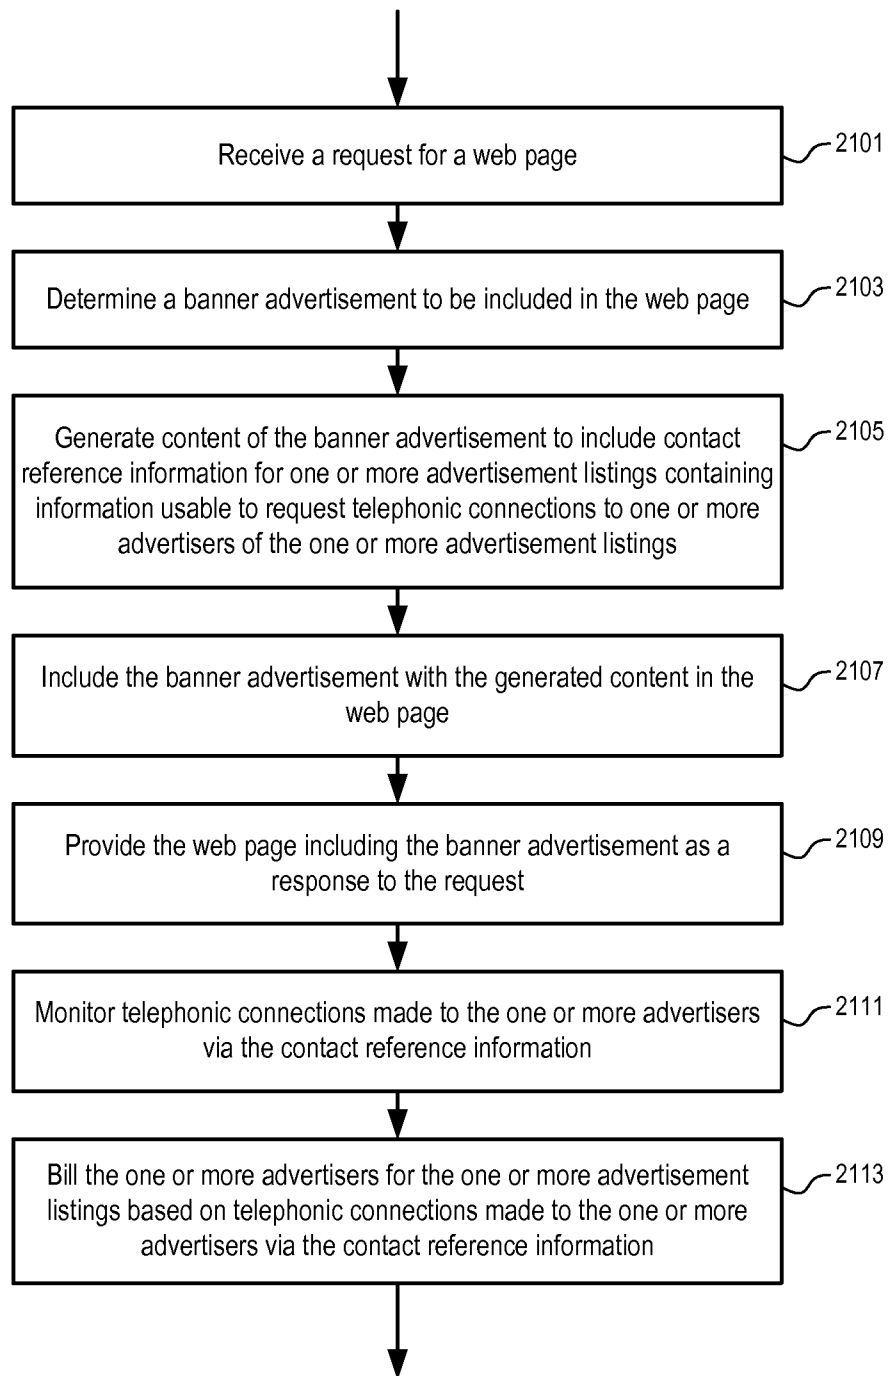 Receive a request for a web page
2101
Determine a banner advertisement to be included in the web page
2103
Generate content of the banner advertisement to include contact
reference information for one or more advertisement listings containing
information usable to request telephonic connections to one or more
advertisers of the one or more advertisement listings
2105
Include the banner advertisement with the generated content in the
web page
2107
Provide the web page including the banner advertisement as a
response to the request
2109
Monitor telephonic connections made to the one or more advertisers
via the contact reference information
2111
Bill the one or more advertisers for the one or more advertisement
listings based on telephonic connections made to the one or more
advertisers via the contact reference information
2113